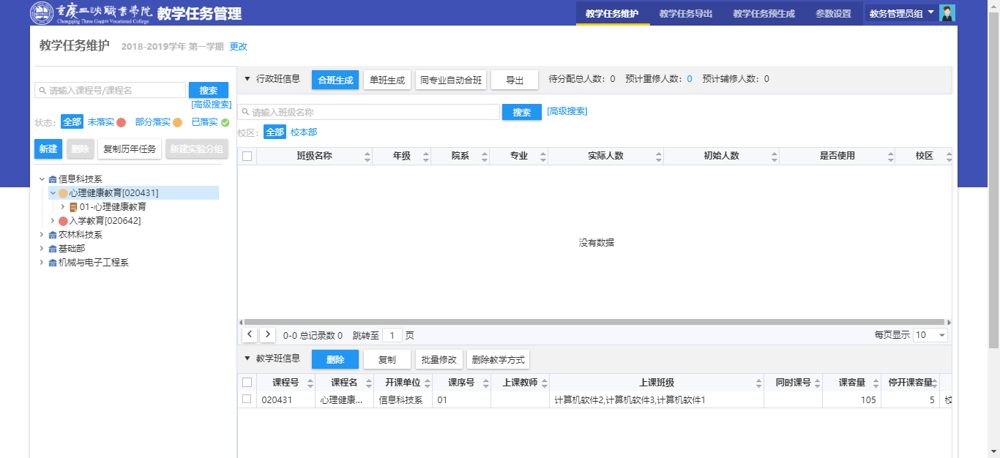 重庆三峡職業学院 教学任务管理 教学任务维护 教学任务导出 教学任务预生成 参数设置 教务管理员组
Chongqing Three Gorges Vocational College
教学任务维护 2018-2019学年 第一学期 更改
请输入课程号/课程名 搜索
[高级搜索]
状态: 全部 未落实 部分落实 已落实
新建 删除 复制历年任务 新建实验分组
信息科技系
心理健康教育[020431]
01-心理健康教育
入学教育[020642]
农林科技系
基础部
机械与电子工程系
行政班信息 合班生成 单班生成 同专业自动合班 导出 待分配总人数: 0 预计重修人数: 0 预计辅修人数: 0
请输入班级名称 搜索 [高级搜索]
校区: 全部 校本部
班级名称 年级 院系 专业 实际人数 初始人数 是否使用 校区
没有数据
0-0 总记录数 0 跳转至 1 页 每页显示 10
教学班信息 删除 复制 批量修改 删除教学方式
课程号 课程名 开课单位 课序号 上课教师 上课班级 同时课号 课容量 停开课容量
020431 心理健康... 信息科技系 01 计算机软件2,计算机软件3,计算机软件1 105 5 校